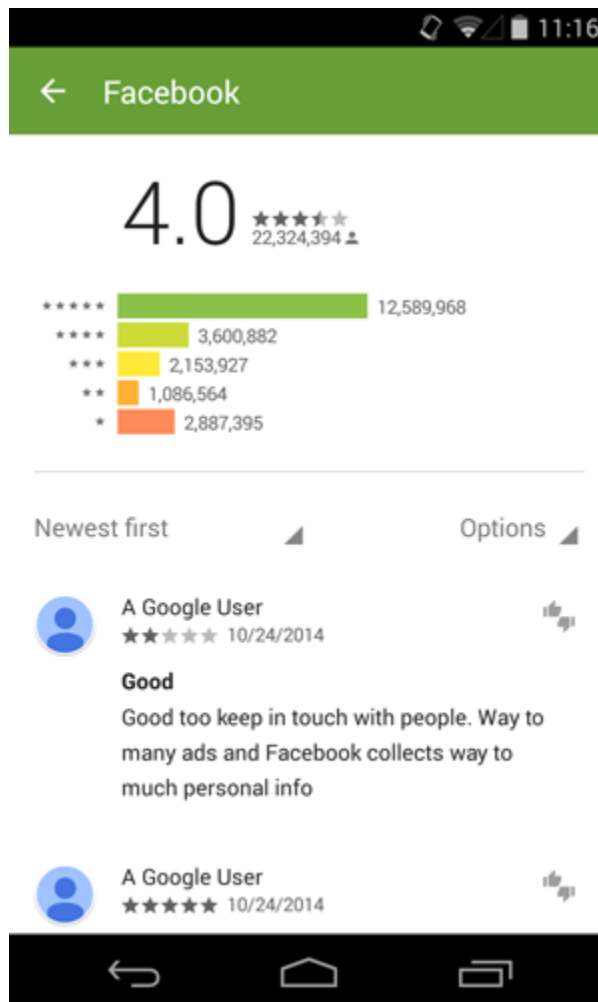 11:16
Facebook
4.0
22,324,394
12,589,968
3,600,882
2,153,927
1,086,564
2,887,395
Newest first Options
A Google User
10/24/2014
Good
Good too keep in touch with people. Way to
many ads and Facebook collects way to
much personal info
A Google User
10/24/2014